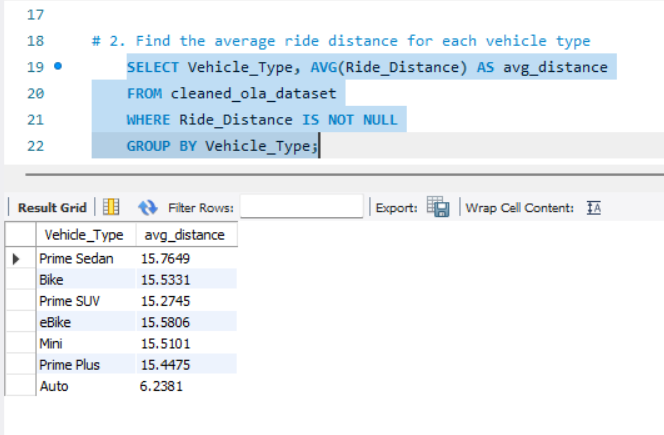 17
18 # 2. Find the average ride distance for each vehicle type
19 SELECT Vehicle_Type, AVG(Ride_Distance) AS avg_distance
20 FROM cleaned_ola_dataset
21 WHERE Ride_Distance IS NOT NULL
22 GROUP BY Vehicle_Type;
Result Grid Filter Rows: Export: Wrap Cell Content: IA
Vehicle_Type avg_distance
Prime Sedan 15.7649
Bike 15.5331
Prime SUV 15.2745
eBike 15.5806
Mini 15.5101
Prime Plus 15.4475
Auto 6.2381